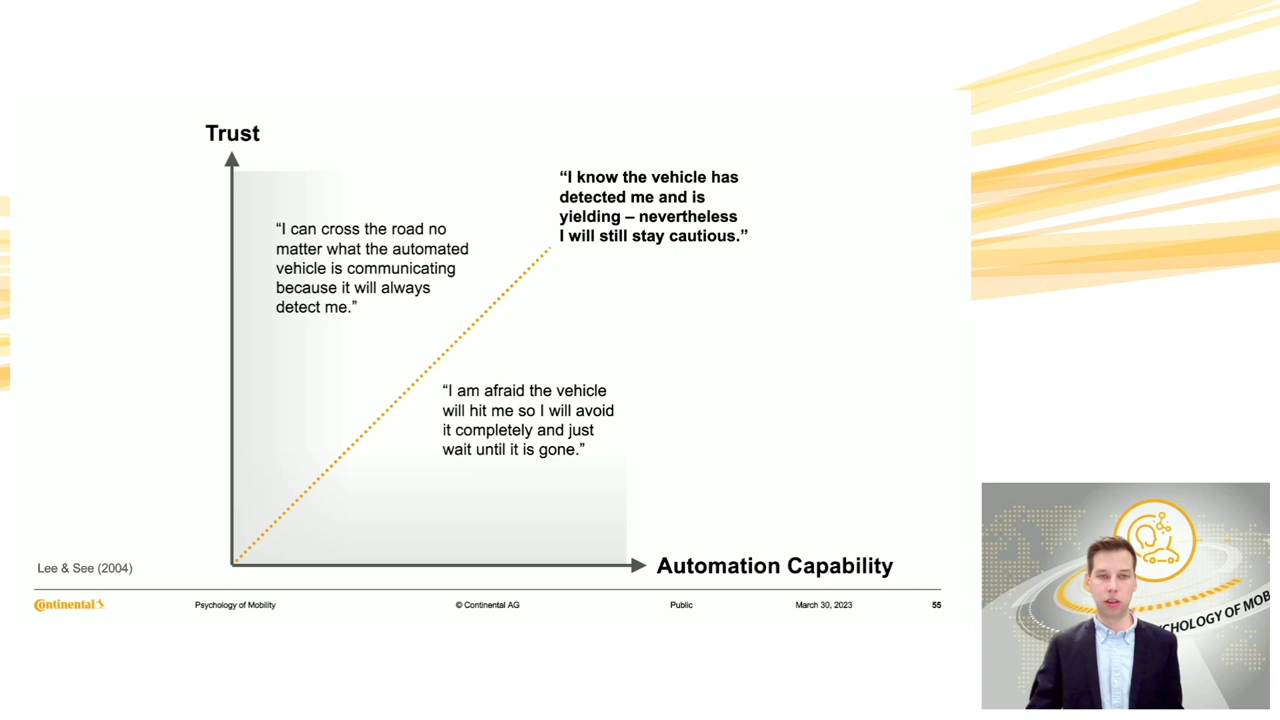 Trust
“I know the vehicle has
detected me and is
yielding – nevertheless
I will still stay cautious.”
“I can cross the road no
matter what the automated
vehicle is communicating
because it will always
detect me.”
“I am afraid the vehicle
will hit me so I will avoid
it completely and just
wait until it is gone.”
Automation Capability
Lee & See (2004)
Continental
Psychology of Mobility
© Continental AG
Public
March 30, 2023
55
CHOLOGY OF MOB